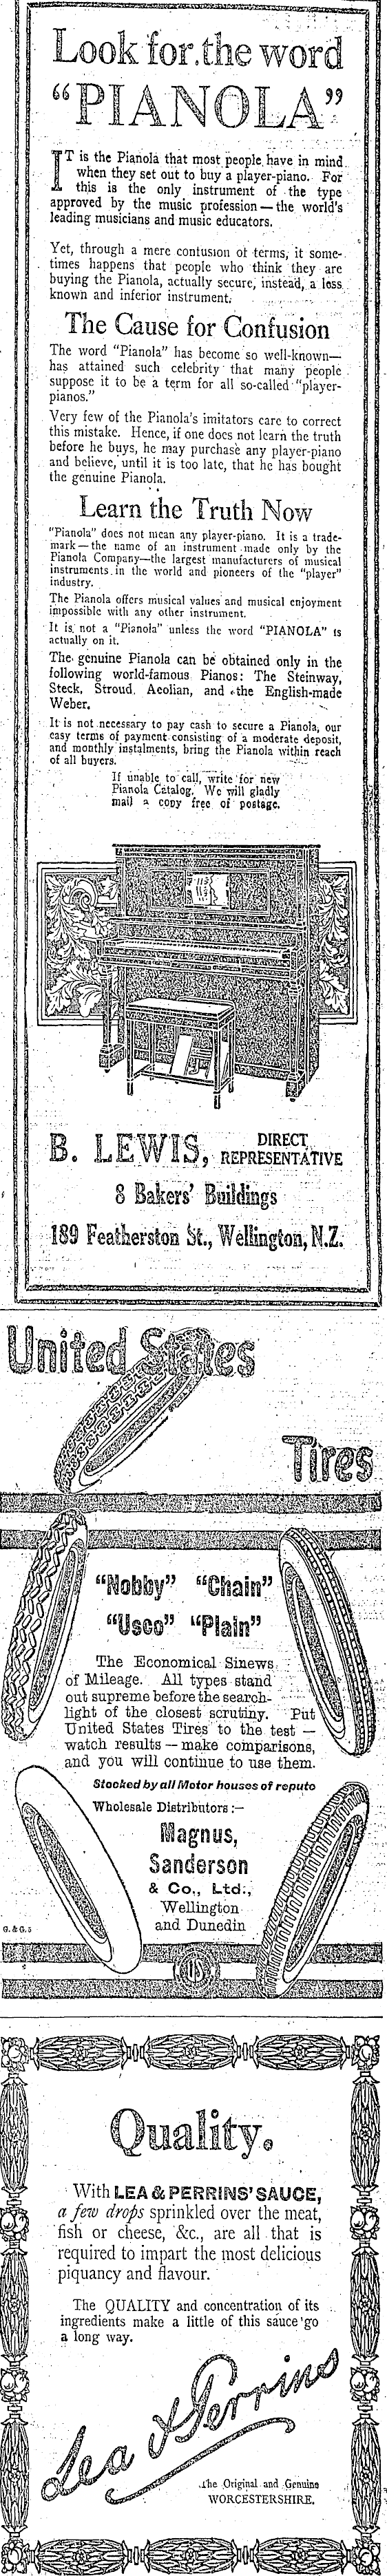 Look for the word
"PIANOLA"
IT is the Pianola that most people have in mind
when they set out to buy a player-piano. For
this is the only instrument of the type
approved by the music profession—the world's
leading musicians and music educators.
Yet, through a mere confusion of terms, it some-
times happens that people who think they are
buying the Pianola, actually secure, instead, a less
known and inferior instrument.
The Cause for Confusion
The word "Pianola" has become so well-known—
has attained such celebrity that many people
suppose it to be a term for all so-called "player-
pianos."
Very few of the Pianola's imitators care to correct
this mistake. Hence, if one does not learn the truth
before he buys, he may purchase any player-piano
and believe, until it is too late, that he has bought
the genuine Pianola.
Learn the Truth Now
"Pianola" does not mean any player-piano. It is a trade-
mark—the name of an instrument made only by the
Pianola Company—the largest manufacturers of musical
instruments in the world and pioneers of the "player"
industry.
The Pianola offers musical values and musical enjoyment
impossible with any other instrument.
It is not a "Pianola" unless the word "PIANOLA" is
actually on it.
The genuine Pianola can be obtained only in the
following world-famous Pianos: The Steinway,
Steck, Stroud, Aeolian, and the English-made
Weber.
It is not necessary to pay cash to secure a Pianola, our
easy terms of payment consisting of a moderate deposit,
and monthly instalments, bring the Pianola within reach
of all buyers.
If unable to call, write for new
Pianola Catalog. We will gladly
mail a copy free of postage.
B. LEWIS, DIRECT REPRESENTATIVE
8 Bakers' Buildings
189 Featherston St., Wellington, N.Z.
United States
Tires
"Nobby" "Chain"
"Usco" "Plain"
The Economical Sinews
of Mileage. All types stand
out supreme before the search-
light of the closest scrutiny. Put
United States Tires to the test—
watch results—make comparisons,
and you will continue to use them.
Stocked by all Motor houses of repute
Wholesale Distributors:—
Magnus,
Sanderson
& Co., Ltd.,
Wellington
and Dunedin
G. & G. 5
US
Quality.
With LEA & PERRINS' SAUCE,
a few drops sprinkled over the meat,
fish or cheese, &c., are all that is
required to impart the most delicious
piquancy and flavour.
The QUALITY and concentration of its
ingredients make a little of this sauce go
a long way.
Lea & Perrins
The Original and Genuine
WORCESTERSHIRE.